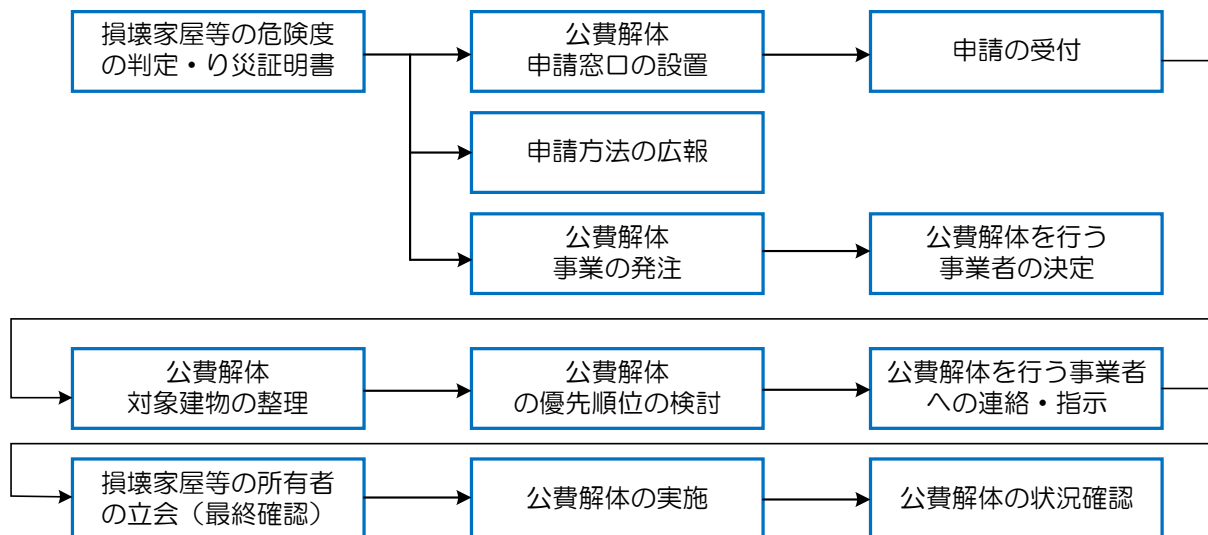 損壊家屋等の危険度
の判定・り災証明書
公費解体
申請窓口の設置
申請の受付
申請方法の広報
公費解体
事業の発注
公費解体を行う
事業者の決定
公費解体
対象建物の整理
公費解体
の優先順位の検討
公費解体を行う事業者
への連絡・指示
損壊家屋等の所有者
の立会（最終確認）
公費解体の実施
公費解体の状況確認